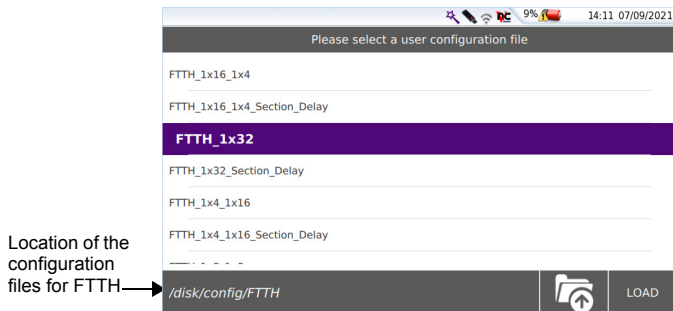 9% 14:11 07/09/2021
Please select a user configuration file
FTTH_1x16_1x4
FTTH_1x16_1x4_Section_Delay
FTTH_1x32
FTTH_1x32_Section_Delay
FTTH_1x4_1x16
FTTH_1x4_1x16_Section_Delay
Location of the
configuration
files for FTTH
/disk/config/FTTH LOAD